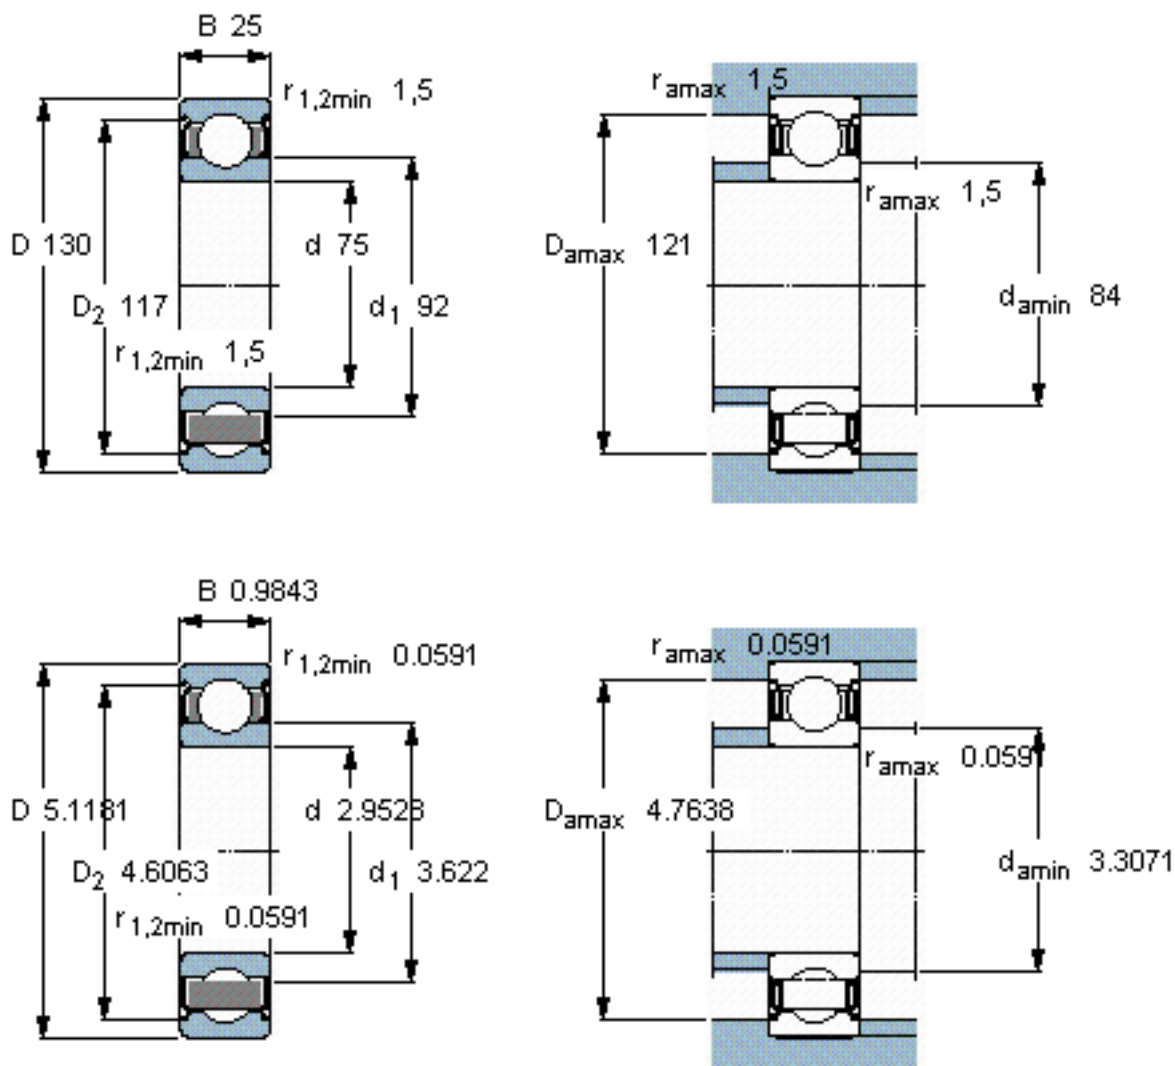 B 25
r1,2min 1,5
ramax 1,5
ramax 1,5
D 130
d 75
Damax 121
D2 117
d1 92
damin 84
r1,2min 1,5
B 0.9843
r1,2min 0.0591
ramax 0.0591
ramax 0.0591
D 5.1181
d 2.9528
Damax 4.7638
D2 4.6063
d1 3.622
damin 3.3071
r1,2min 0.0591